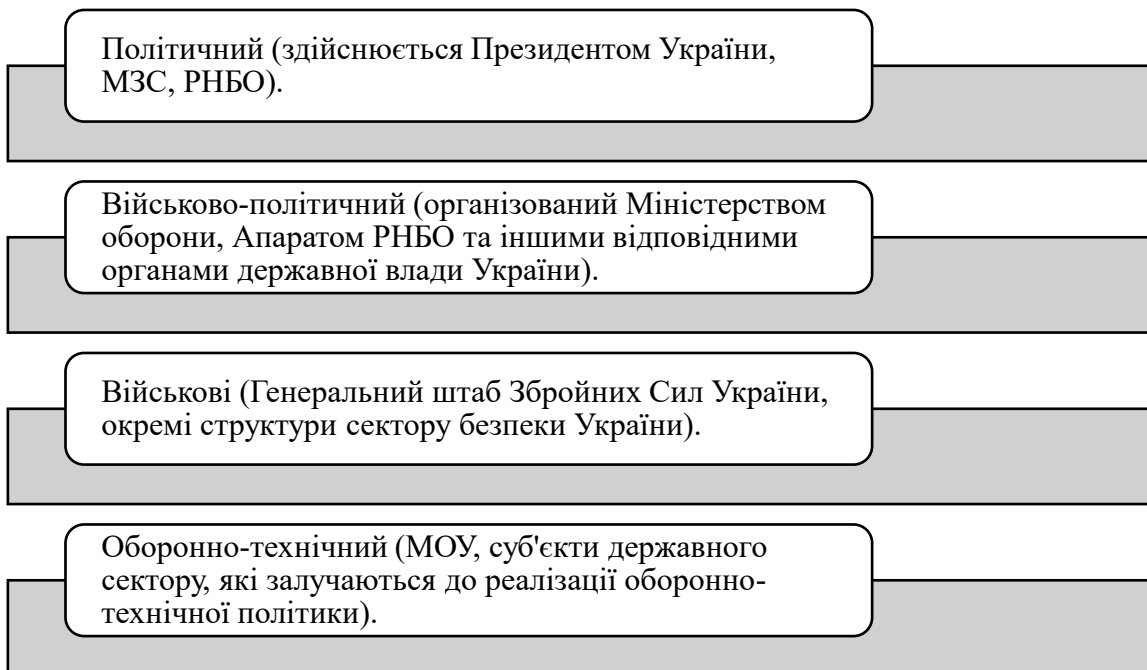 Політичний (здійснюється Президентом України,
МЗС, РНБО).
Військово-політичний (організований Міністерством
оборони, Апаратом РНБО та іншими відповідними
органами державної влади України).
Військові (Генеральний штаб Збройних Сил України,
окремі структури сектору безпеки України).
Оборонно-технічний (МОУ, суб'єкти державного
сектору, які залучаються до реалізації оборонно-
технічної політики).